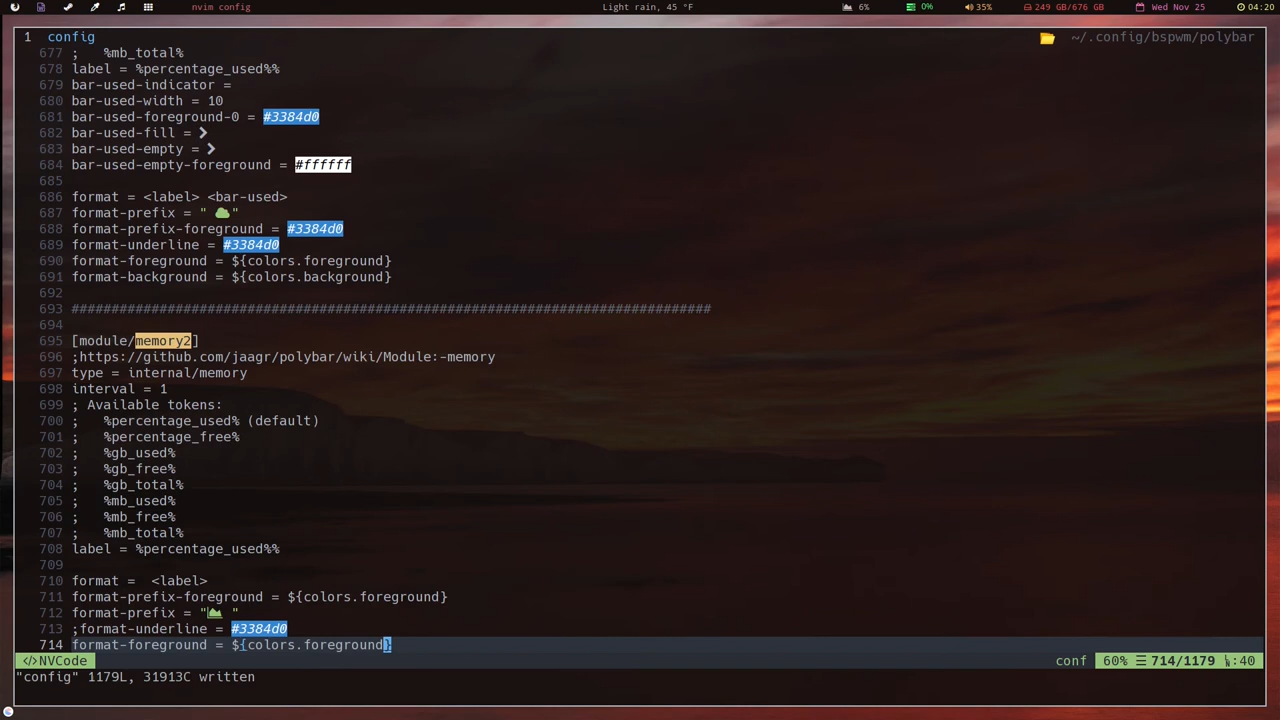 nvim config Light rain, 45 °F 6% 0% 35% 249 GB/676 GB Wed Nov 25 04:20
1 config ~/.config/bspwm/polybar
677 ;   %mb_total%
678 label = %percentage_used%%
679 bar-used-indicator =
680 bar-used-width = 10
681 bar-used-foreground-0 = #3384d0
682 bar-used-fill = 
683 bar-used-empty = 
684 bar-used-empty-foreground = #ffffff
685
686 format = <label> <bar-used>
687 format-prefix = " "
688 format-prefix-foreground = #3384d0
689 format-underline = #3384d0
690 format-foreground = ${colors.foreground}
691 format-background = ${colors.background}
692
693 ################################################################################
694
695 [module/memory2]
696 ;https://github.com/jaagr/polybar/wiki/Module:-memory
697 type = internal/memory
698 interval = 1
699 ; Available tokens:
700 ;   %percentage_used% (default)
701 ;   %percentage_free%
702 ;   %gb_used%
703 ;   %gb_free%
704 ;   %gb_total%
705 ;   %mb_used%
706 ;   %mb_free%
707 ;   %mb_total%
708 label = %percentage_used%%
709
710 format =  <label>
711 format-prefix-foreground = ${colors.foreground}
712 format-prefix = " "
713 ;format-underline = #3384d0
714 format-foreground = ${colors.foreground}
</>NVCode conf 60% ☰ 714/1179 :40
"config" 1179L, 31913C written